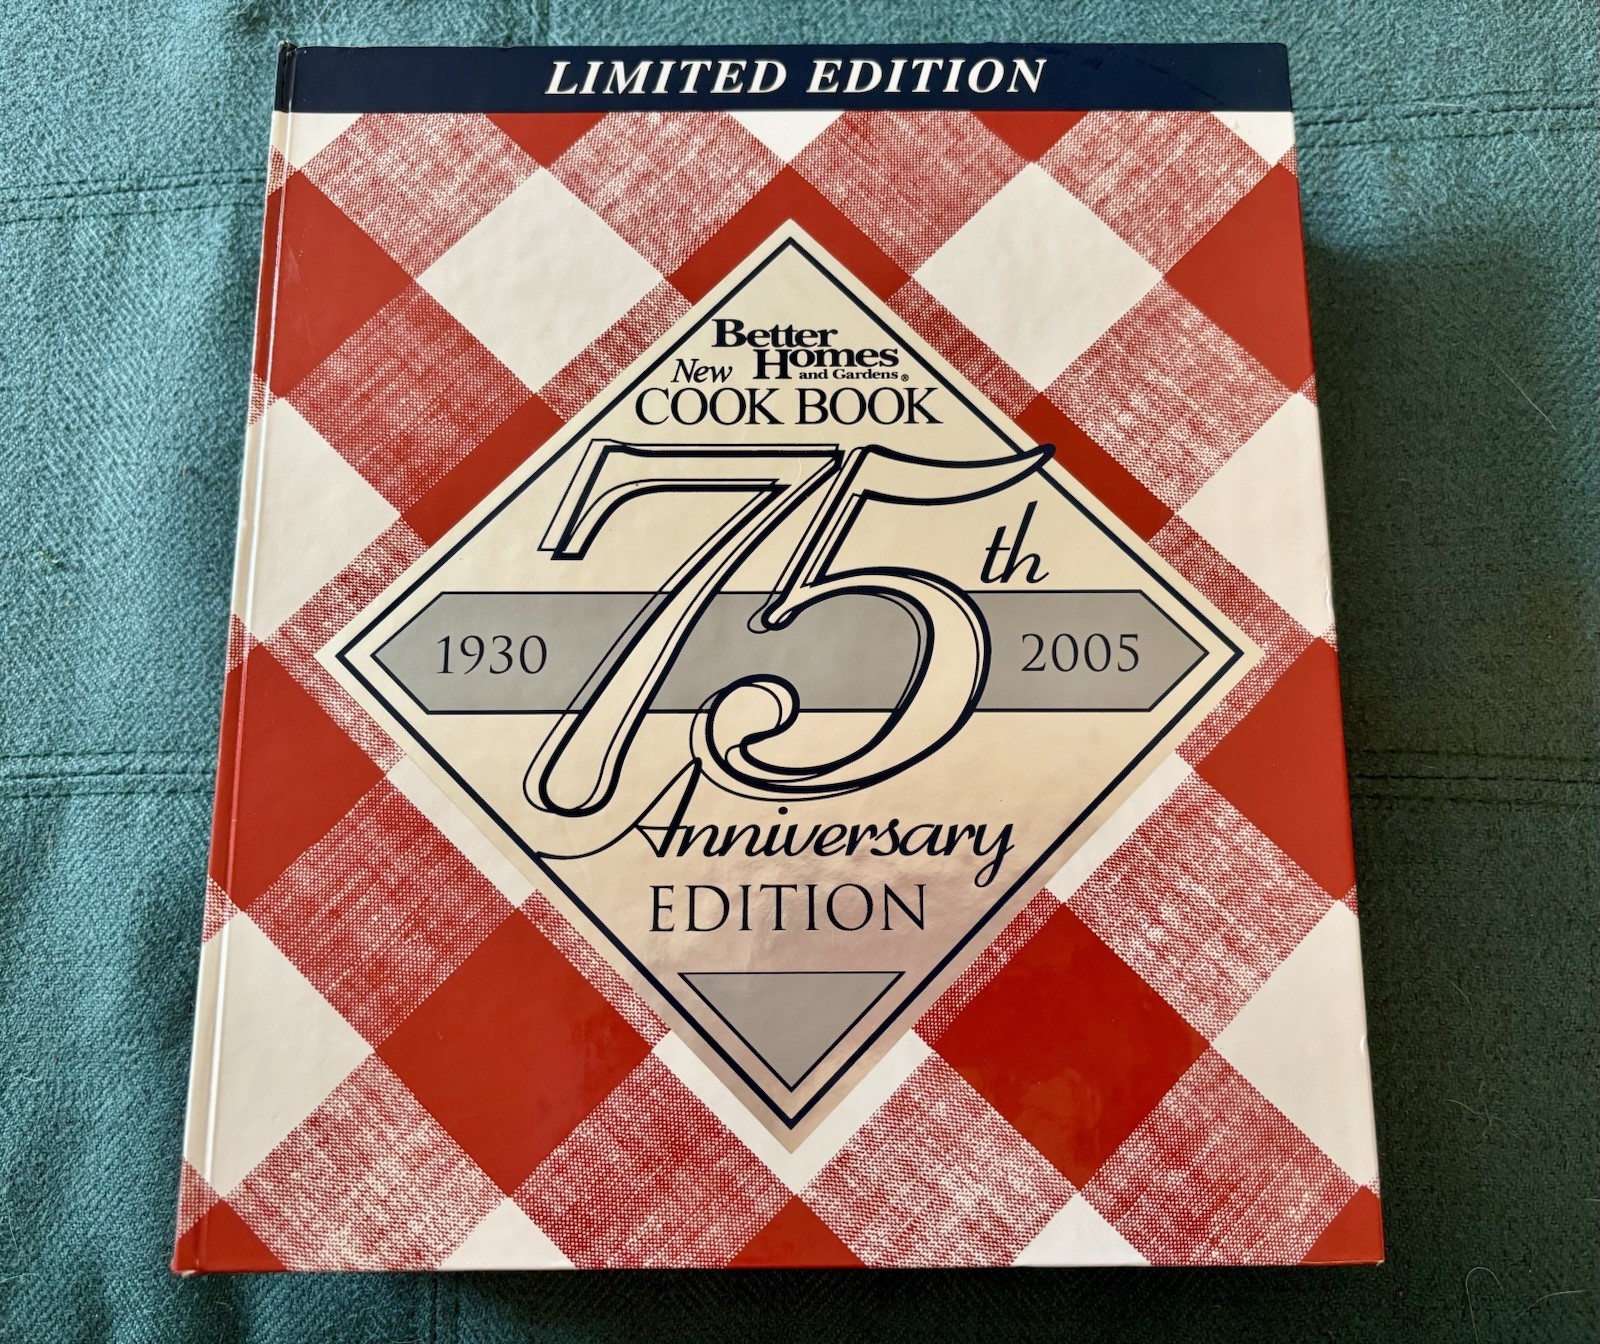 LIMITED EDITION
Better
Homes
and Gardens®
New
COOK BOOK
75th
1930 2005
Anniversary
EDITION